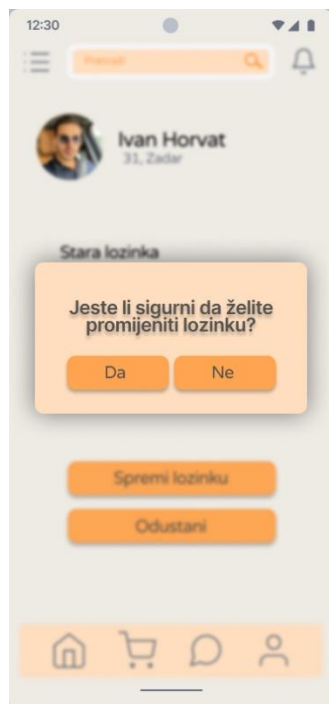 12:30
Pretraži
Ivan Horvat
31, Zadar
Stara lozinka
Jeste li sigurni da želite
promijeniti lozinku?
Da
Ne
Spremi lozinku
Odustani